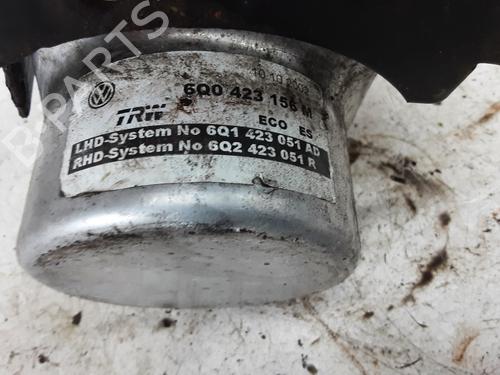 6Q0 423 156 M
TRW
ECO ES
LHD-System No 6Q1 423 051 AD
RHD-System No 6Q2 423 051 R